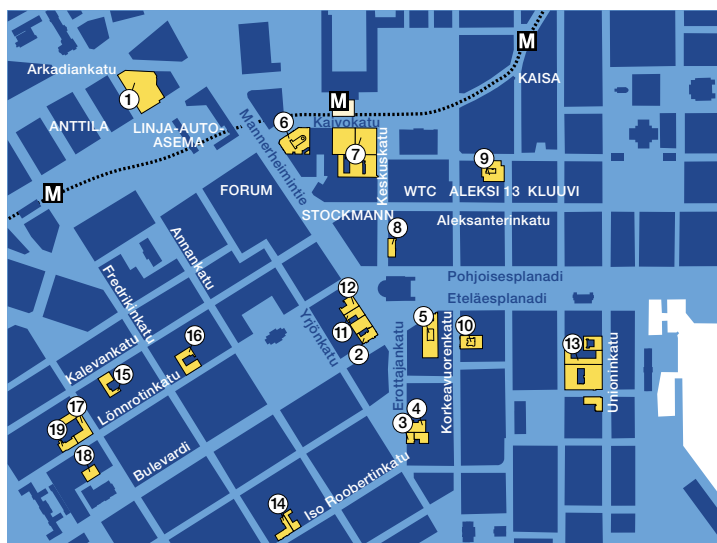 M
KAISA
Arkadiankatu
1
M
ANTTILA
LINJA-AUTO-
ASEMA
6
Kaivokatu
Mannerheimintie
7
Keskuskatu
9
M
FORUM
WTC
ALEKSI 13
KLUUVI
STOCKMANN
8
Aleksanterinkatu
Annankatu
Fredrikinkatu
Pohjoisesplanadi
Eteläesplanadi
12
11
2
Yrjönkatu
5
10
13
16
Kalevankatu
15
Lönnrotinkatu
Erottajankatu
Korkeavuorenkatu
Unioninkatu
17
19
18
4
3
Bulevardi
14
Iso Roobertinkatu